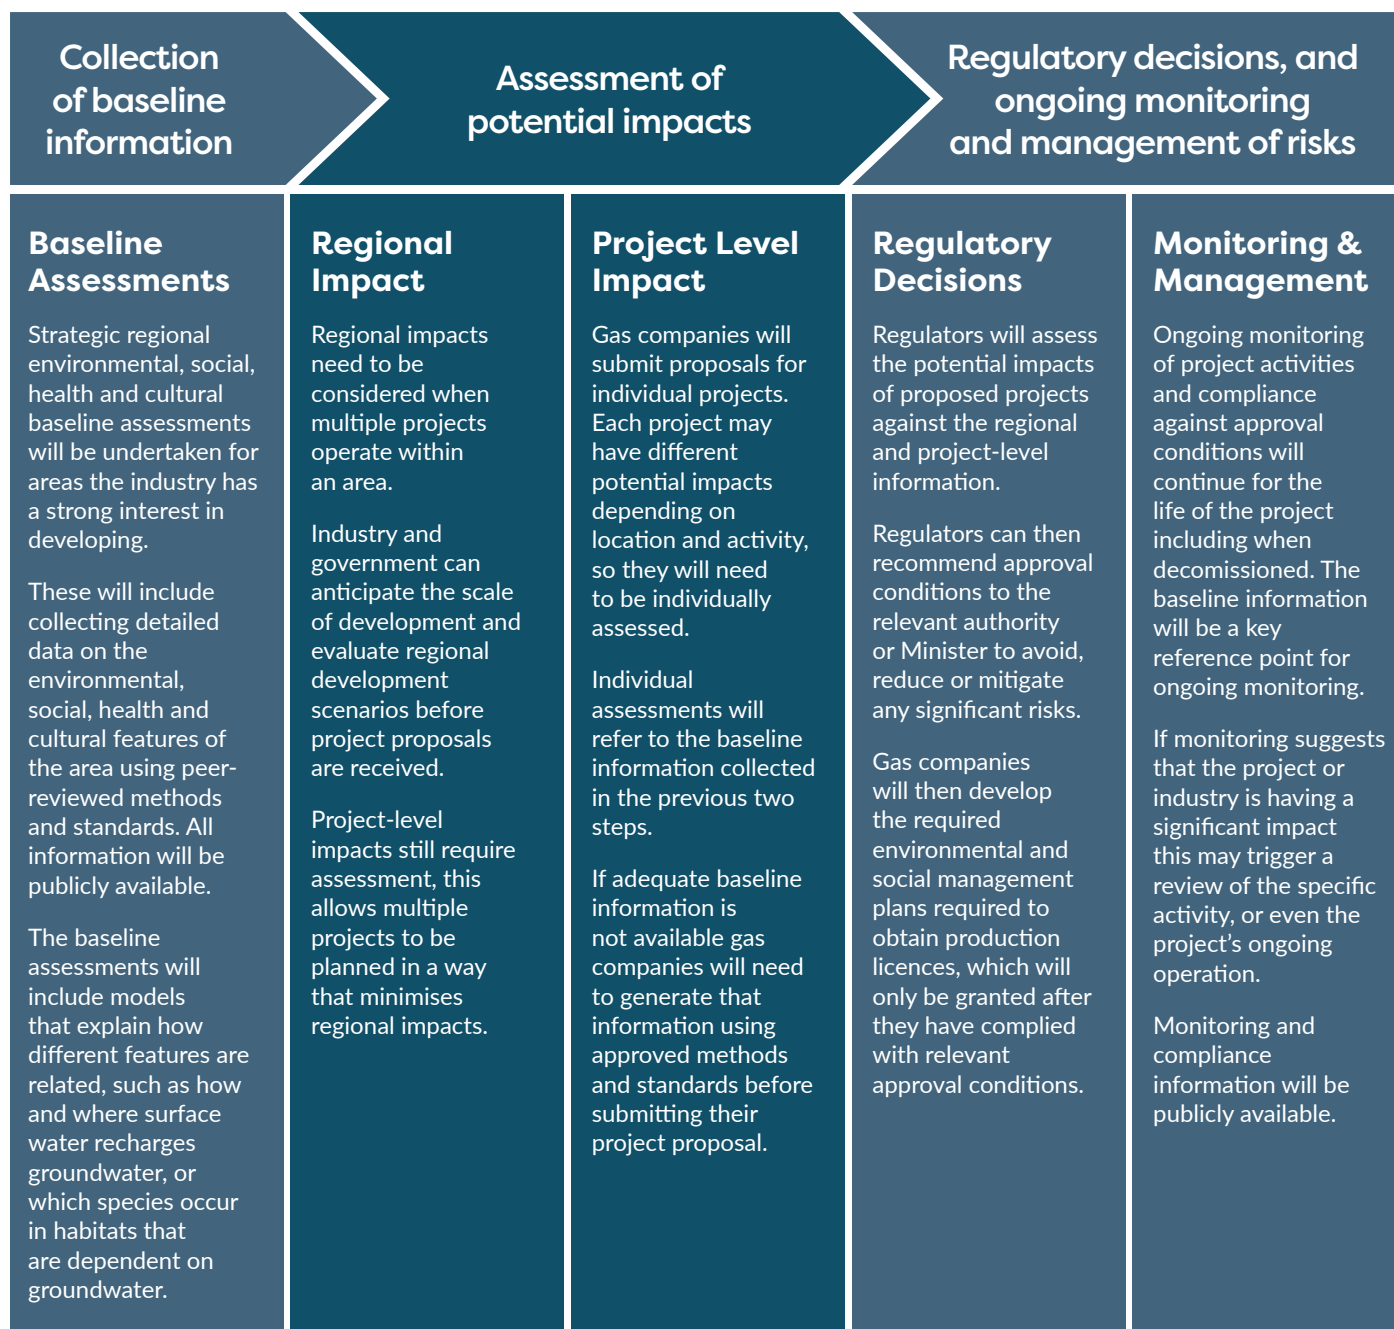 Collection
of baseline
information
Assessment of
potential impacts
Regulatory decisions, and
ongoing monitoring
and management of risks
Baseline
Assessments
Strategic regional
environmental, social,
health and cultural
baseline assessments
will be undertaken for
areas the industry has
a strong interest in
developing.
These will include
collecting detailed
data on the
environmental,
social, health and
cultural features of
the area using peer-
reviewed methods
and standards. All
information will be
publicly available.
The baseline
assessments will
include models
that explain how
different features are
related, such as how
and where surface
water recharges
groundwater, or
which species occur
in habitats that
are dependent on
groundwater.
Regional
Impact
Regional impacts
need to be
considered when
multiple projects
operate within
an area.
Industry and
government can
anticipate the scale
of development and
evaluate regional
development
scenarios before
project proposals
are received.
Project-level
impacts still require
assessment, this
allows multiple
projects to be
planned in a way
that minimises
regional impacts.
Project Level
Impact
Gas companies will
submit proposals for
individual projects.
Each project may
have different
potential impacts
depending on
location and activity,
so they will need
to be individually
assessed.
Individual
assessments will
refer to the baseline
information collected
in the previous two
steps.
If adequate baseline
information is
not available gas
companies will need
to generate that
information using
approved methods
and standards before
submitting their
project proposal.
Regulatory
Decisions
Regulators will assess
the potential impacts
of proposed projects
against the regional
and project-level
information.
Regulators can then
recommend approval
conditions to the
relevant authority
or Minister to avoid,
reduce or mitigate
any significant risks.
Gas companies
will then develop
the required
environmental and
social management
plans required to
obtain production
licences, which will
only be granted after
they have complied
with relevant
approval conditions.
Monitoring &
Management
Ongoing monitoring
of project activities
and compliance
against approval
conditions will
continue for the
life of the project
including when
decomissioned. The
baseline information
will be a key
reference point for
ongoing monitoring.
If monitoring suggests
that the project or
industry is having a
significant impact
this may trigger a
review of the specific
activity, or even the
project's ongoing
operation.
Monitoring and
compliance
information will be
publicly available.